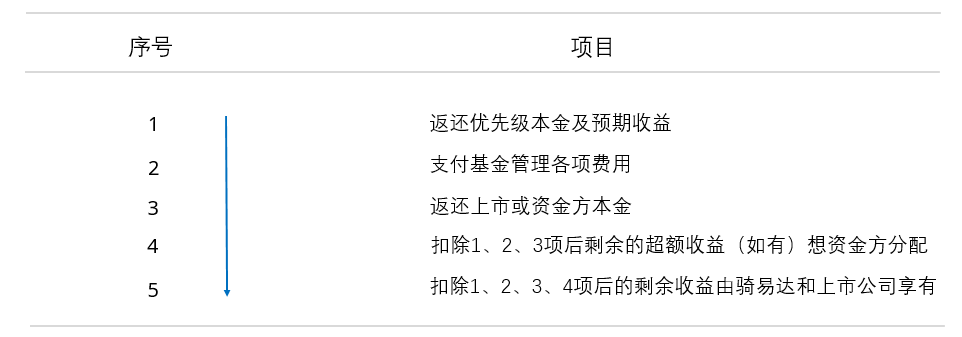 序号 项目
1 返还优先级本金及预期收益
2 支付基金管理各项费用
3 返还上市或资金方本金
4 扣除1、2、3项后剩余的超额收益（如有）想资金方分配
5 扣除1、2、3、4项后的剩余收益由骑易达和上市公司享有